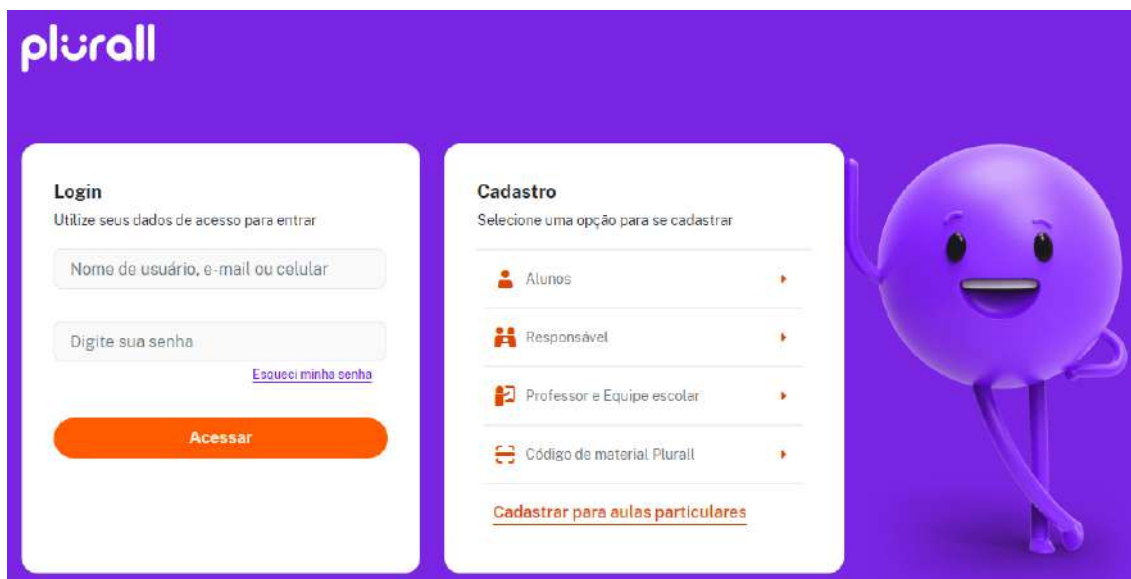 plurall
Login
Utilize seus dados de acesso para entrar
Nome de usuário, e-mail ou celular
Digite sua senha
Esqueci minha senha
Acessar
Cadastro
Selecione uma opção para se cadastrar
Alunos
Responsável
Professor e Equipe escolar
Código de material Plurall
Cadastrar para aulas particulares